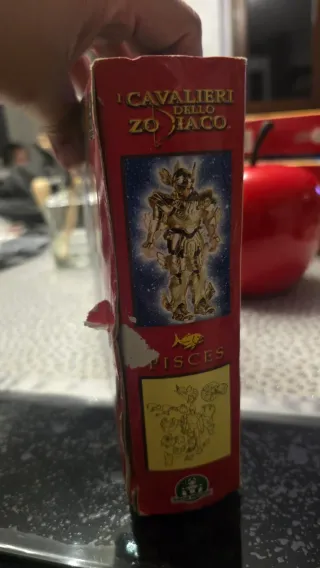 I CAVALIERI
DELLO
ZODIACO
PISCES